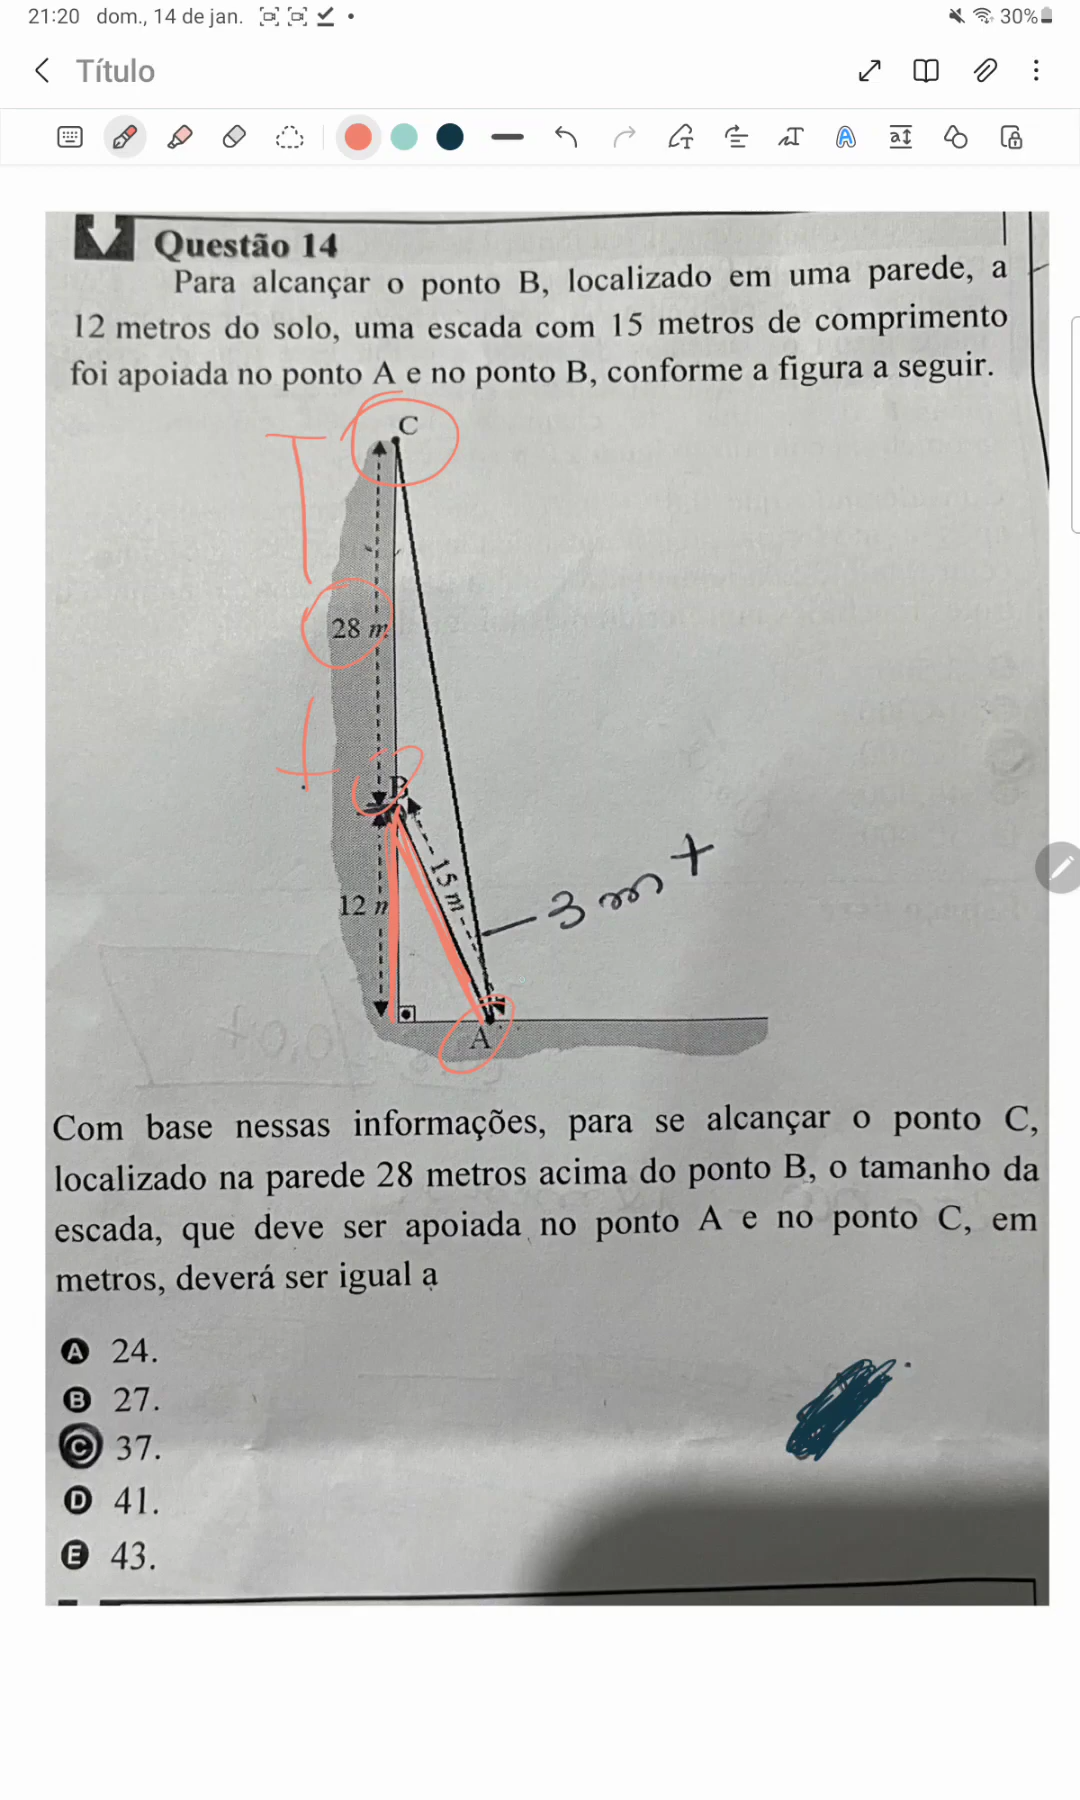 21:20 dom., 14 de jan.
30%
Título
Questão 14
Para alcançar o ponto B, localizado em uma parede, a
12 metros do solo, uma escada com 15 metros de comprimento
foi apoiada no ponto A e no ponto B, conforme a figura a seguir.
C
28 m
B
15 m
3 m +
12 m
A
Com base nessas informações, para se alcançar o ponto C,
localizado na parede 28 metros acima do ponto B, o tamanho da
escada, que deve ser apoiada no ponto A e no ponto C, em
metros, deverá ser igual a
A 24.
B 27.
C 37.
D 41.
E 43.